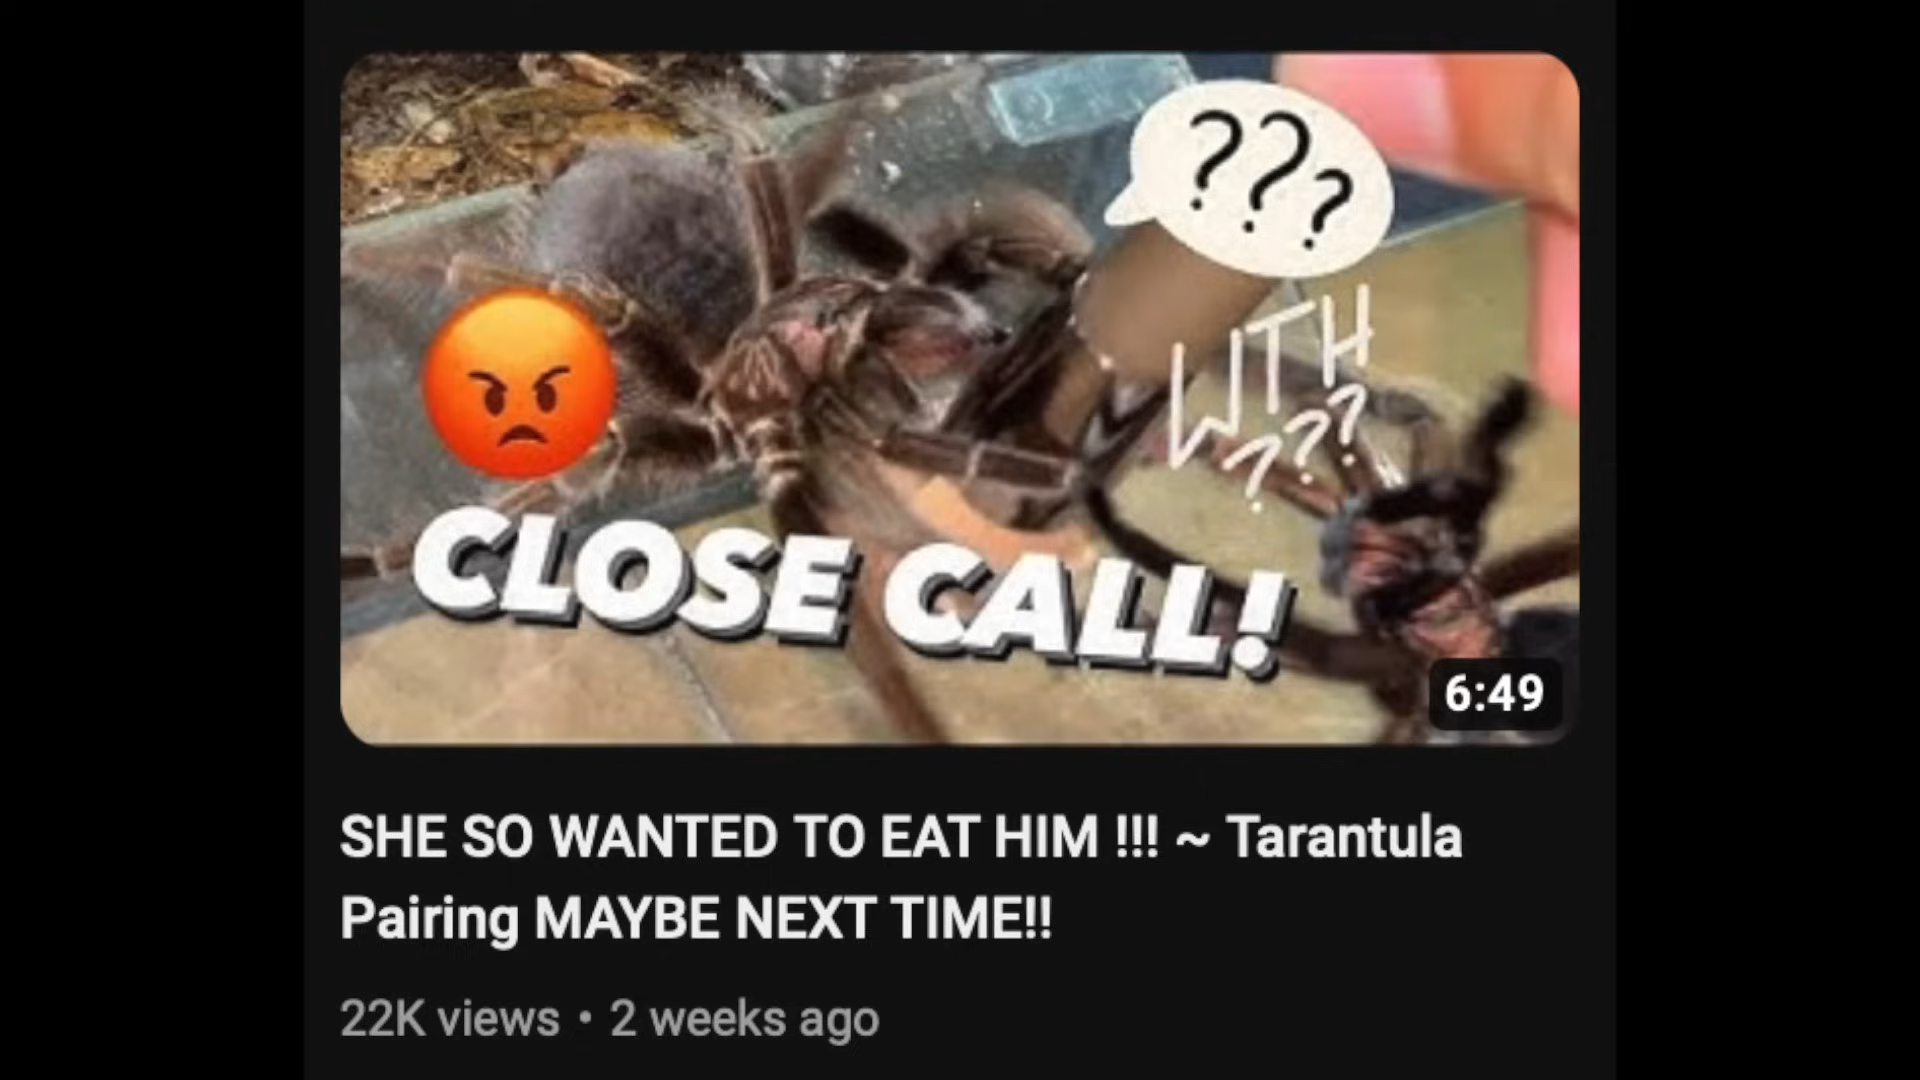 ???
WTH
???
CLOSE CALL!
6:49
SHE SO WANTED TO EAT HIM !!! ~ Tarantula
Pairing MAYBE NEXT TIME!!
22K views • 2 weeks ago